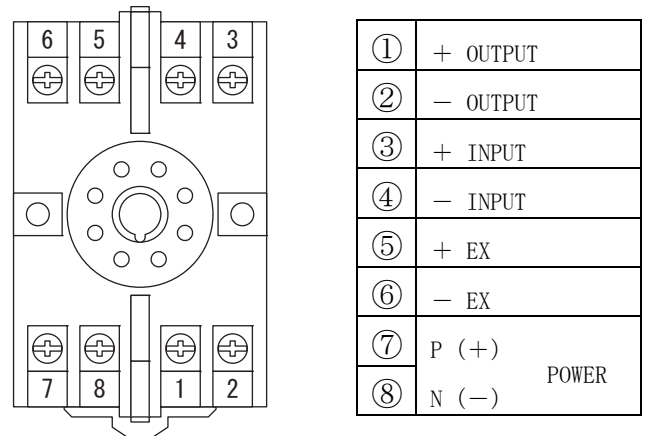 6 5 4 3
7 8 1 2
① + OUTPUT
② − OUTPUT
③ + INPUT
④ − INPUT
⑤ + EX
⑥ − EX
⑦ P (+)
POWER
⑧ N (−)